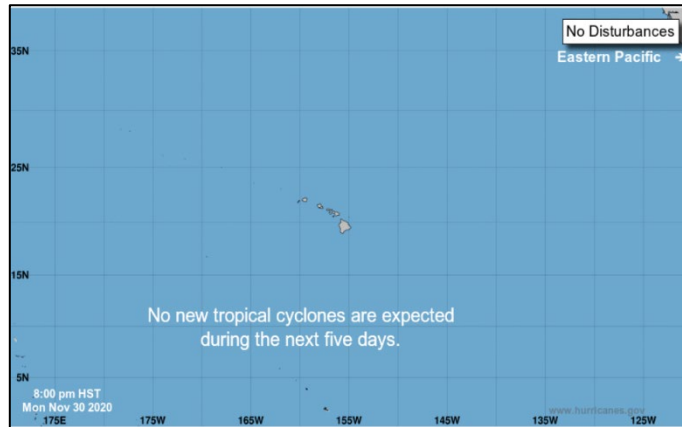 No Disturbances
Eastern Pacific →
35N
25N
15N
No new tropical cyclones are expected
during the next five days.
5N
8:00 pm HST
Mon Nov 30 2020
www.hurricanes.gov
175E 175W 165W 155W 145W 135W 125W